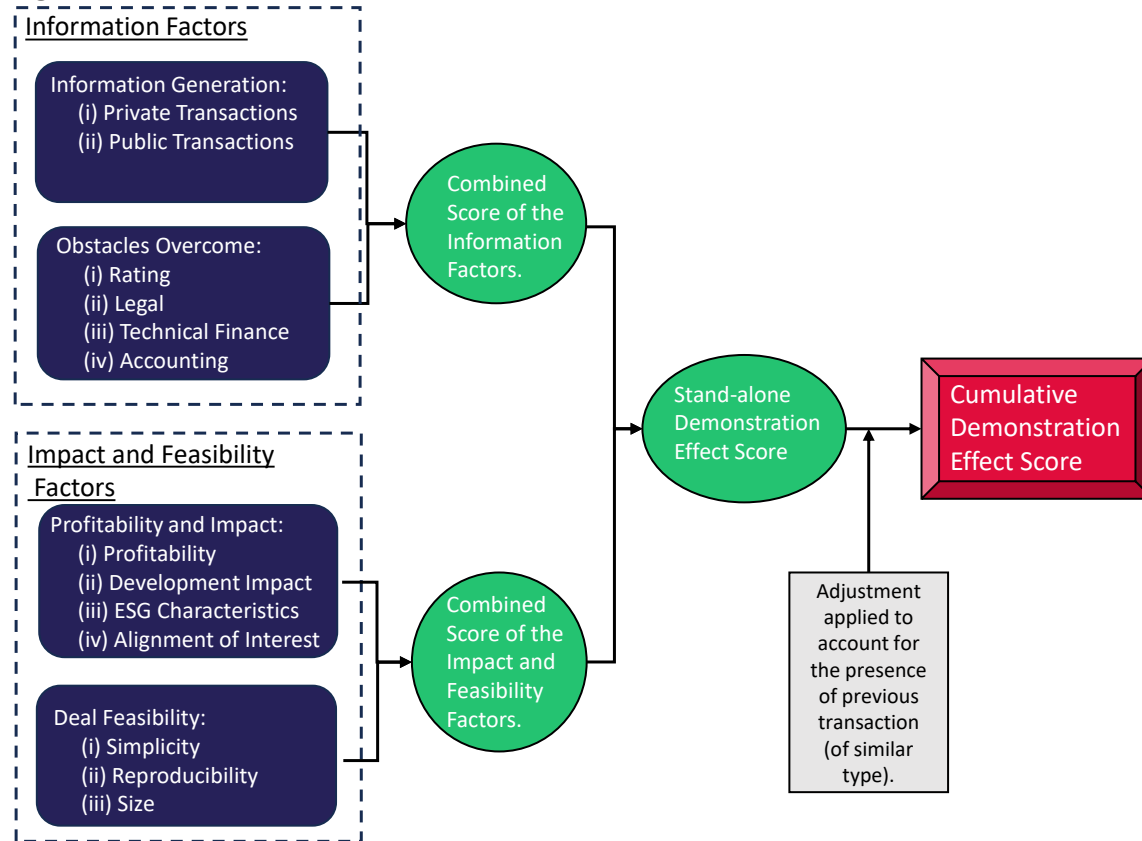 Information Factors
Information Generation:
(i) Private Transactions
(ii) Public Transactions
Obstacles Overcome:
(i) Rating
(ii) Legal
(iii) Technical Finance
(iv) Accounting
Combined
Score of the
Information
Factors.
Impact and Feasibility
Factors
Profitability and Impact:
(i) Profitability
(ii) Development Impact
(iii) ESG Characteristics
(iv) Alignment of Interest
Deal Feasibility:
(i) Simplicity
(ii) Reproducibility
(iii) Size
Combined
Score of the
Impact and
Feasibility
Factors.
Stand-alone
Demonstration
Effect Score
Cumulative
Demonstration
Effect Score
Adjustment
applied to
account for
the presence
of previous
transaction
(of similar
type).